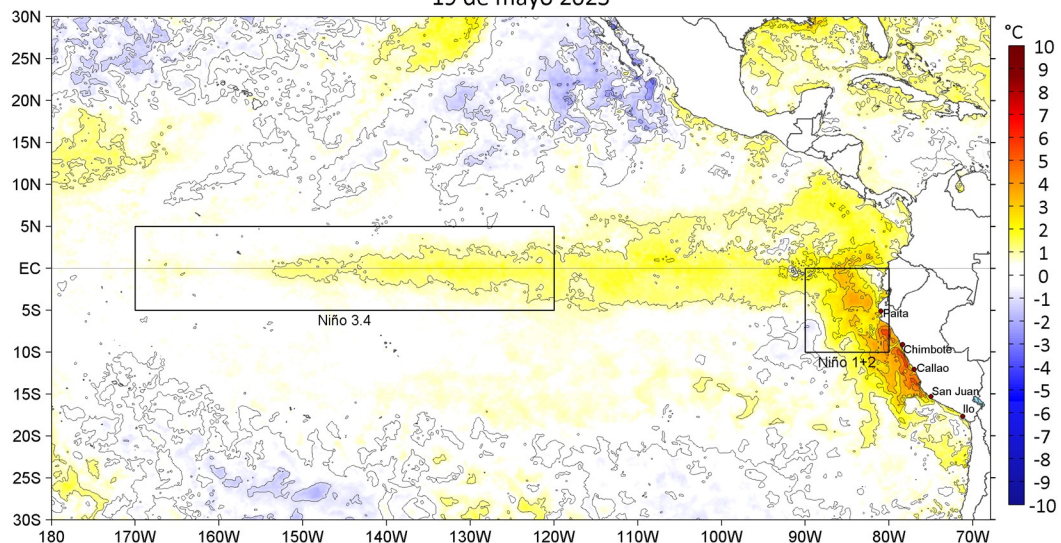 19 de mayo 2023
°C
30N
25N
20N
15N
10N
5N
EC
5S
10S
15S
20S
25S
30S
180
170W
160W
150W
140W
130W
120W
110W
100W
90W
80W
70W
Niño 3.4
Niño 1+2
Paita
Chimbote
Callao
San Juan
Ilo
10
9
8
7
6
5
4
3
2
1
0
-1
-2
-3
-4
-5
-6
-7
-8
-9
-10